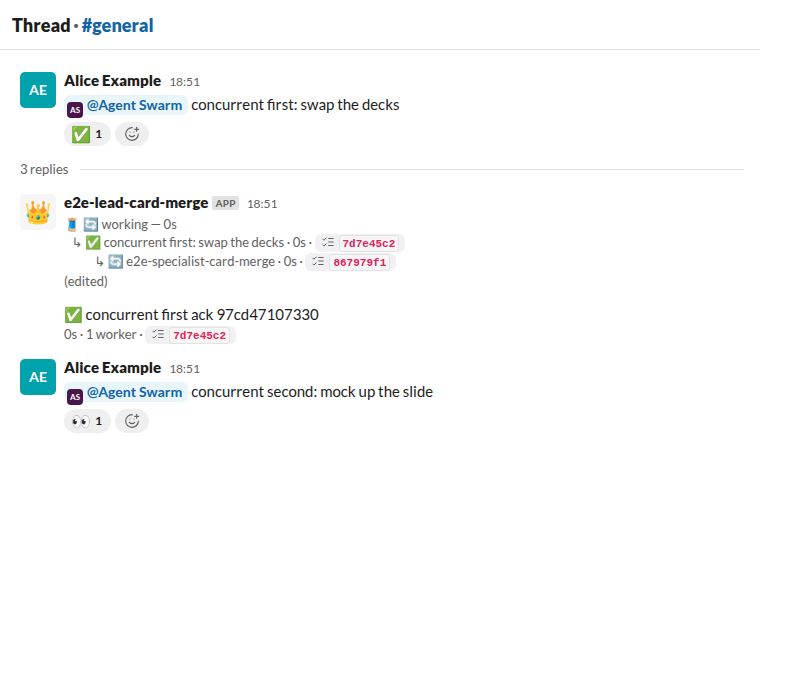 Thread • #general
AE
Alice Example 18:51
AS @Agent Swarm concurrent first: swap the decks
✅ 1
3 replies
e2e-lead-card-merge APP 18:51
🧵 🔄 working — 0s
↳ ✅ concurrent first: swap the decks · 0s · 7d7e45c2
↳ 🔄 e2e-specialist-card-merge · 0s · 867979f1
(edited)
✅ concurrent first ack 97cd47107330
0s · 1 worker · 7d7e45c2
AE
Alice Example 18:51
AS @Agent Swarm concurrent second: mock up the slide
👀 1